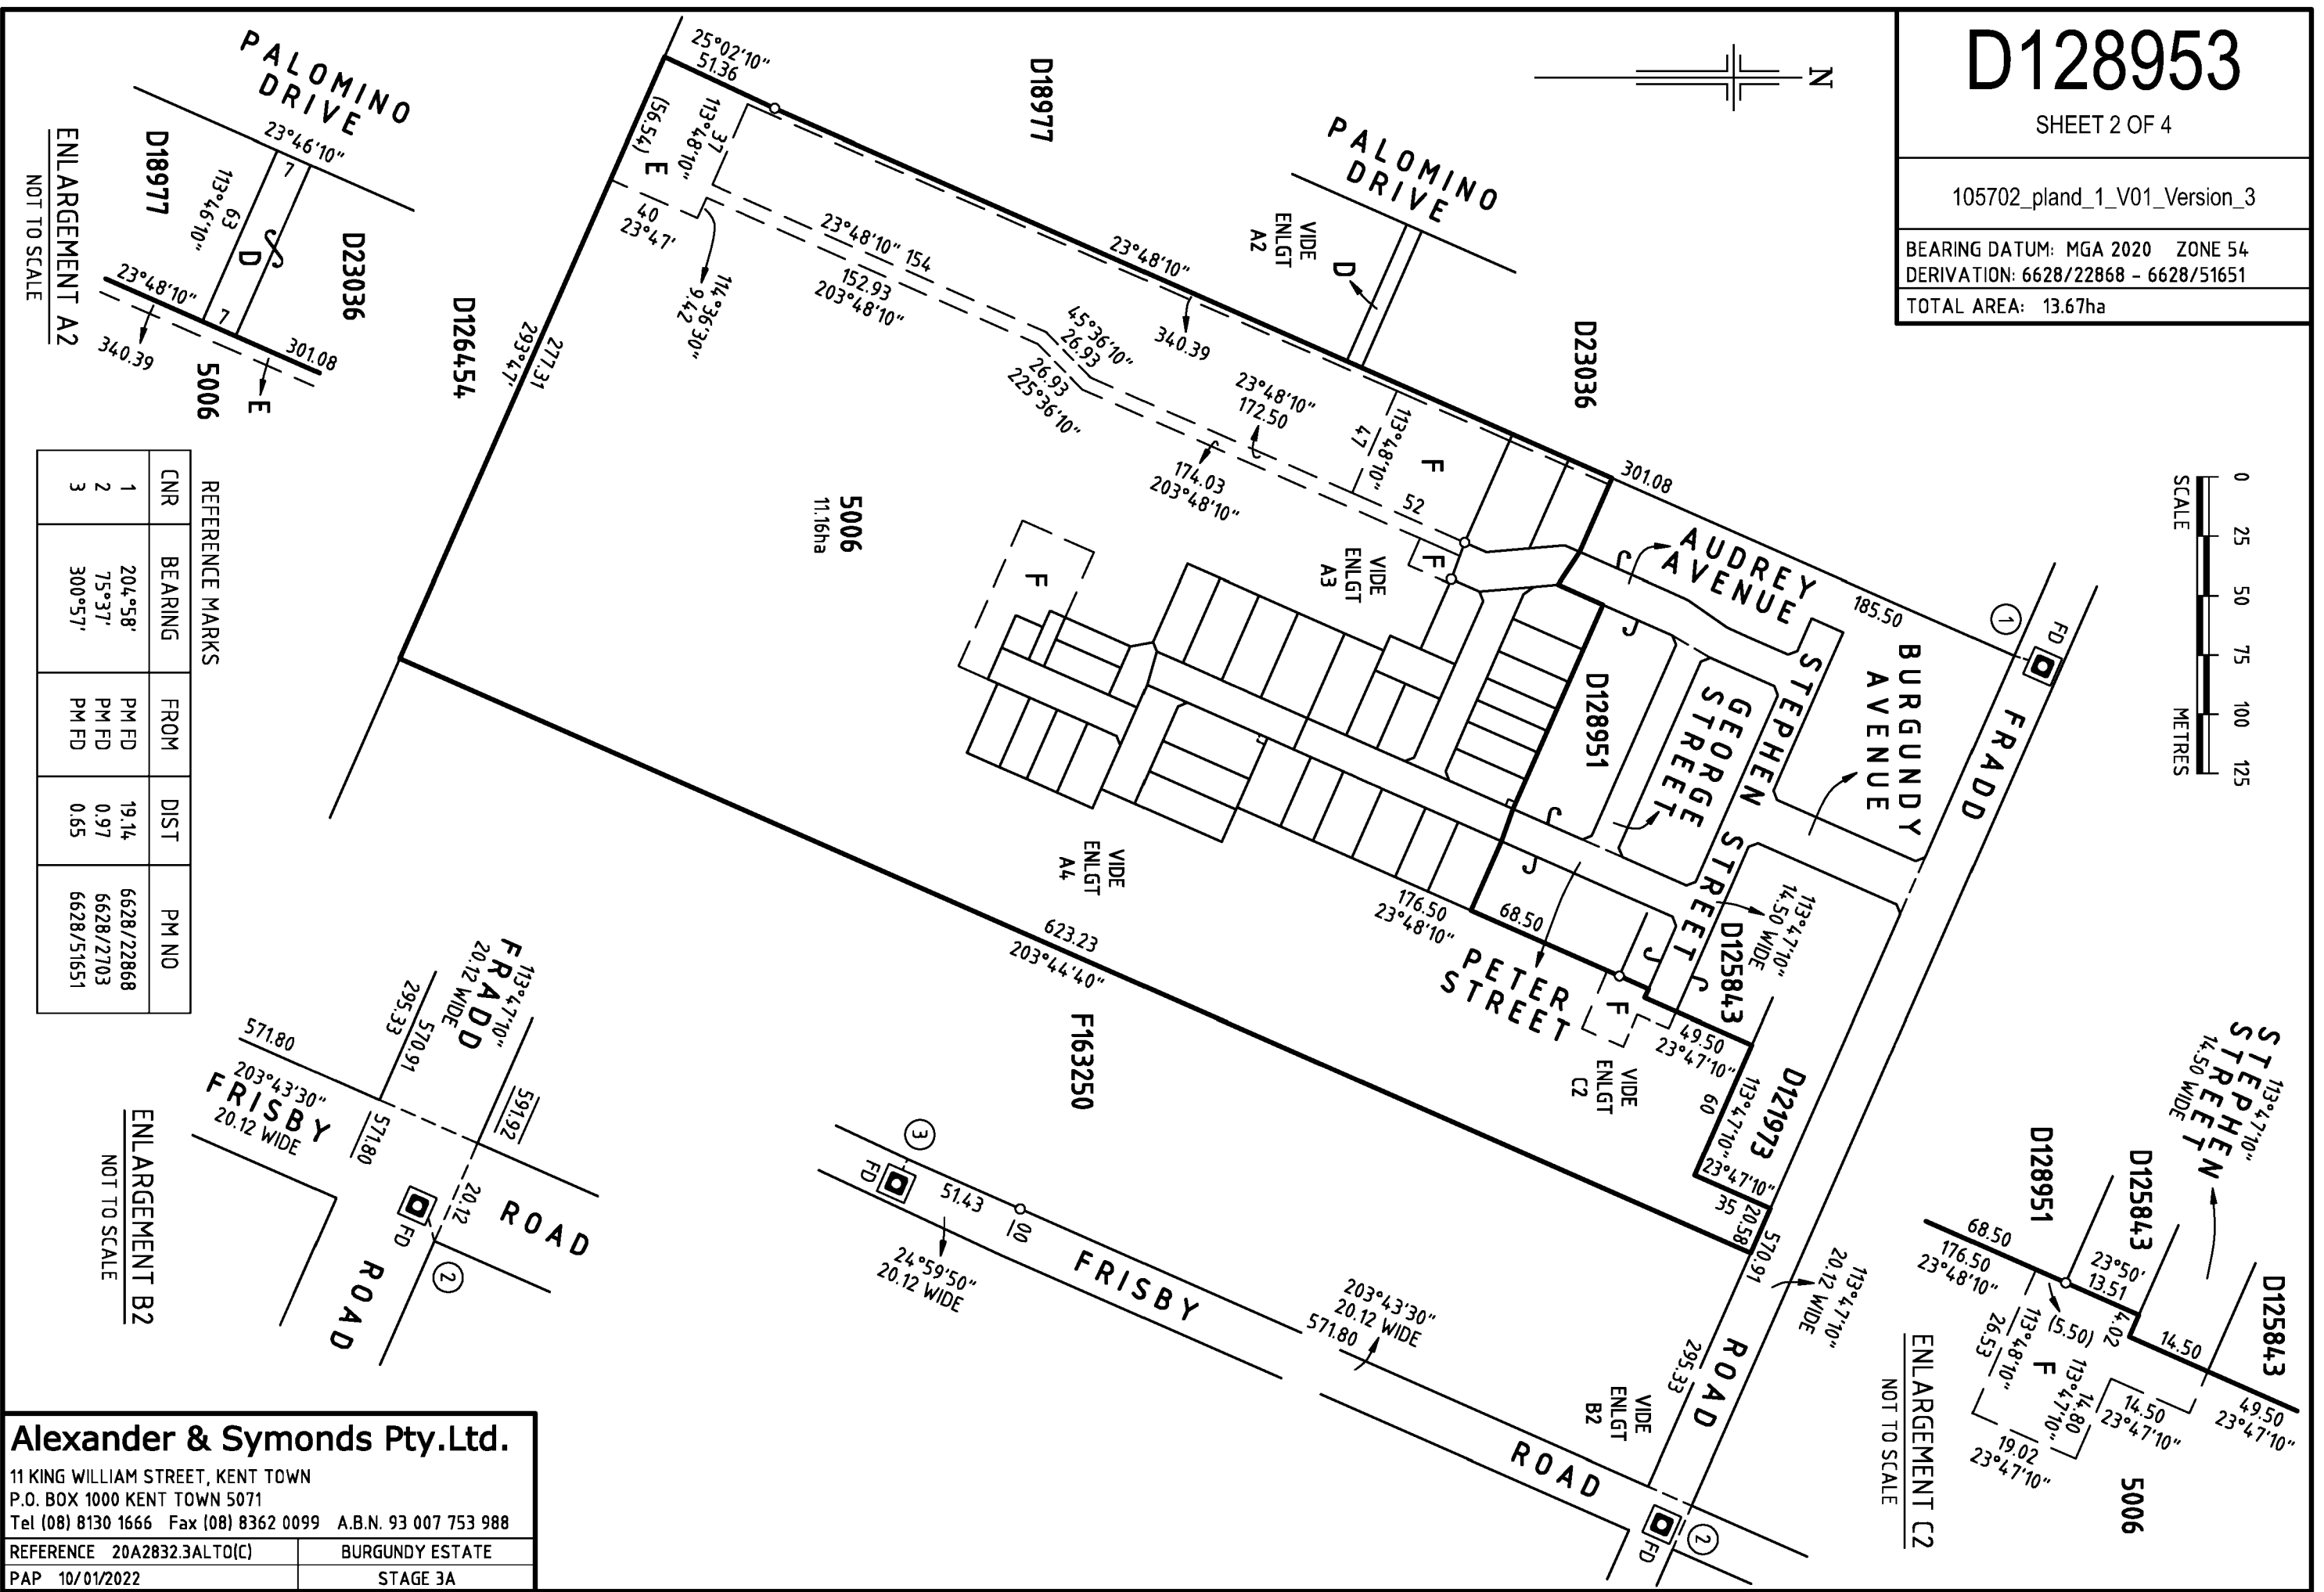 D128953
SHEET 2 OF 4
105702_pland_1_V01_Version_3
BEARING DATUM: MGA 2020 ZONE 54
DERIVATION: 6628/22868 - 6628/51651
TOTAL AREA: 13.67ha
N
0 25 50 75 100 125
SCALE METRES
PALOMINO
DRIVE
23°46'10"
7
D18977
113°46'10"
63
D
D23036
23°48'10"
7
340.39
301.08
5006
E
ENLARGEMENT A2
NOT TO SCALE
25°02'10"
51.36
(56.54)
E
113°48'10"
37
40
23°47'
114°36'30"
9.42
23°48'10" 154
152.93
203°48'10"
D18977
23°48'10"
340.39
45°36'10"
26.93
26.93
225°36'10"
PALOMINO
DRIVE
VIDE
ENLGT
A2
D
23°48'10"
172.50
174.03
203°48'10"
113°48'10"
47
F
52
D23036
301.08
AUDREY
AVENUE
185.50
1
FD
BURGUNDY
AVENUE
FRADD
STEPHEN STREET
GEORGE
STREET
D128951
D126454
277.31
293°47'
5006
11.16ha
F
VIDE
ENLGT
A3
F
VIDE
ENLGT
A4
176.50
23°48'10"
68.50
PETER
STREET
113°47'10"
14.50 WIDE
D125843
F
49.50
23°47'10"
VIDE
ENLGT
C2
D121973
113°47'10"
60
23°47'10"
35
20.58
570.91
113°47'10"
20.12 WIDE
295.33
ROAD
623.23
203°44'40"
F163250
3
FD
51.43
00
24°59'50"
20.12 WIDE
FRISBY
203°43'30"
20.12 WIDE
571.80
VIDE
ENLGT
B2
ROAD
2
FD
REFERENCE MARKS
CNR BEARING FROM DIST PM NO
1 204°58' PM FD 19.14 6628/22868
2 75°37' PM FD 0.97 6628/2703
3 300°57' PM FD 0.65 6628/51651
113°47'10"
FRADD
20.12 WIDE
570.91
295.33
591.92
571.80
203°43'30"
FRISBY
20.12 WIDE
571.80
20.12
ROAD
FD
2
ROAD
ENLARGEMENT B2
NOT TO SCALE
113°47'10"
STEPHEN
STREET
14.50 WIDE
D128951
D125843
D125843
68.50
176.50
23°48'10"
23°50'
13.51
4.02
(5.50)
14.50
113°48'10"
26.53
F
113°47'10"
14.80
14.50
23°47'10"
49.50
23°47'10"
19.02
23°47'10"
5006
ENLARGEMENT C2
NOT TO SCALE
Alexander & Symonds Pty.Ltd.
11 KING WILLIAM STREET, KENT TOWN
P.O. BOX 1000 KENT TOWN 5071
Tel (08) 8130 1666 Fax (08) 8362 0099 A.B.N. 93 007 753 988
REFERENCE 20A2832.3ALTO(C) BURGUNDY ESTATE
PAP 10/01/2022 STAGE 3A